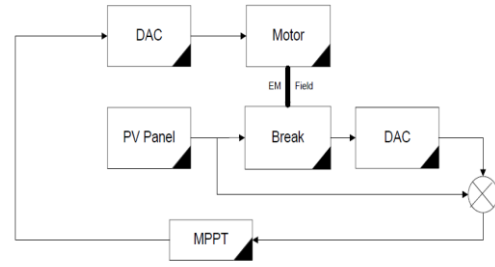 DAC
Motor
EM Field
PV Panel
Break
DAC
MPPT